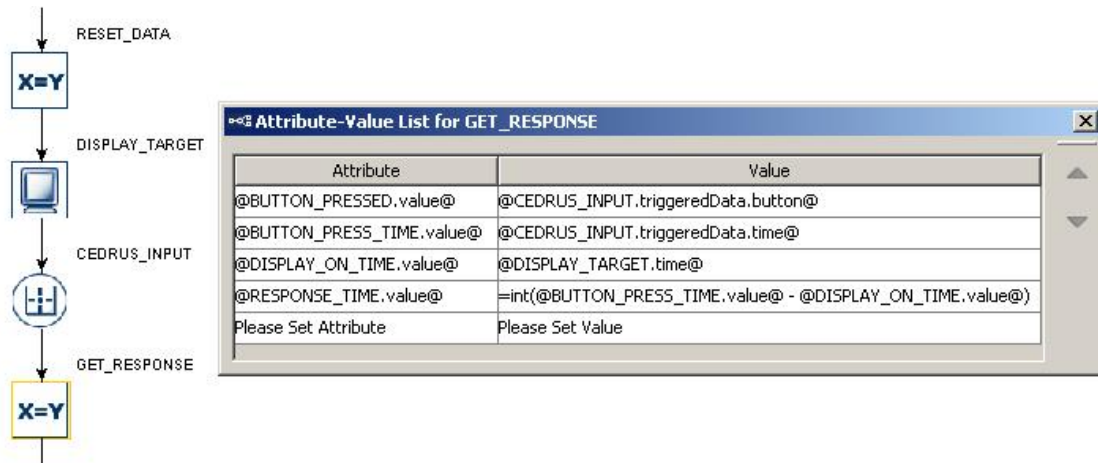 RESET_DATA
X=Y
DISPLAY_TARGET
CEDRUS_INPUT
GET_RESPONSE
X=Y
Attribute-Value List for GET_RESPONSE
Attribute Value
@BUTTON_PRESSED.value@ @CEDRUS_INPUT.triggeredData.button@
@BUTTON_PRESS_TIME.value@ @CEDRUS_INPUT.triggeredData.time@
@DISPLAY_ON_TIME.value@ @DISPLAY_TARGET.time@
@RESPONSE_TIME.value@ =int(@BUTTON_PRESS_TIME.value@ - @DISPLAY_ON_TIME.value@)
Please Set Attribute Please Set Value